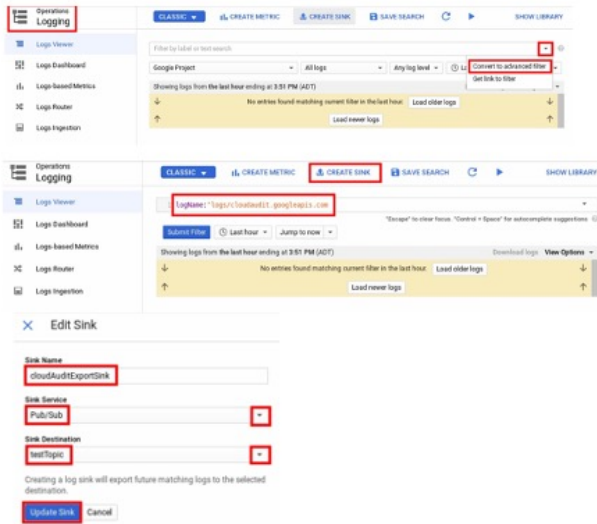 Operations
Logging
CLASSIC CREATE METRIC CREATE SINK SAVE SEARCH SHOW LIBRARY
Logs Viewer
Filter by label or text search
Logs Dashboard
Google Project All logs Any log level Convert to advanced filter
Get link to filter
Logs-based Metrics
Showing logs from the last hour ending at 3:51 PM (ADT)
No entries found matching current filter in the last hour. Load older logs
Logs Router
Load newer logs
Logs Ingestion
Operations
Logging
CLASSIC CREATE METRIC CREATE SINK SAVE SEARCH SHOW LIBRARY
Logs Viewer
1 logName:"logs/cloudaudit.googleapis.com
Logs Dashboard
"Escape" to clear focus. "Control + Space" for autocomplete suggestions
Submit Filter Last hour Jump to now
Logs-based Metrics
Showing logs from the last hour ending at 3:51 PM (ADT) Download logs View Options
No entries found matching current filter in the last hour. Load older logs
Logs Router
Load newer logs
Logs Ingestion
Edit Sink
Sink Name
cloudAuditExportSink
Sink Service
Pub/Sub
Sink Destination
testTopic
Creating a log sink will export future matching logs to the selected
destination.
Update Sink Cancel